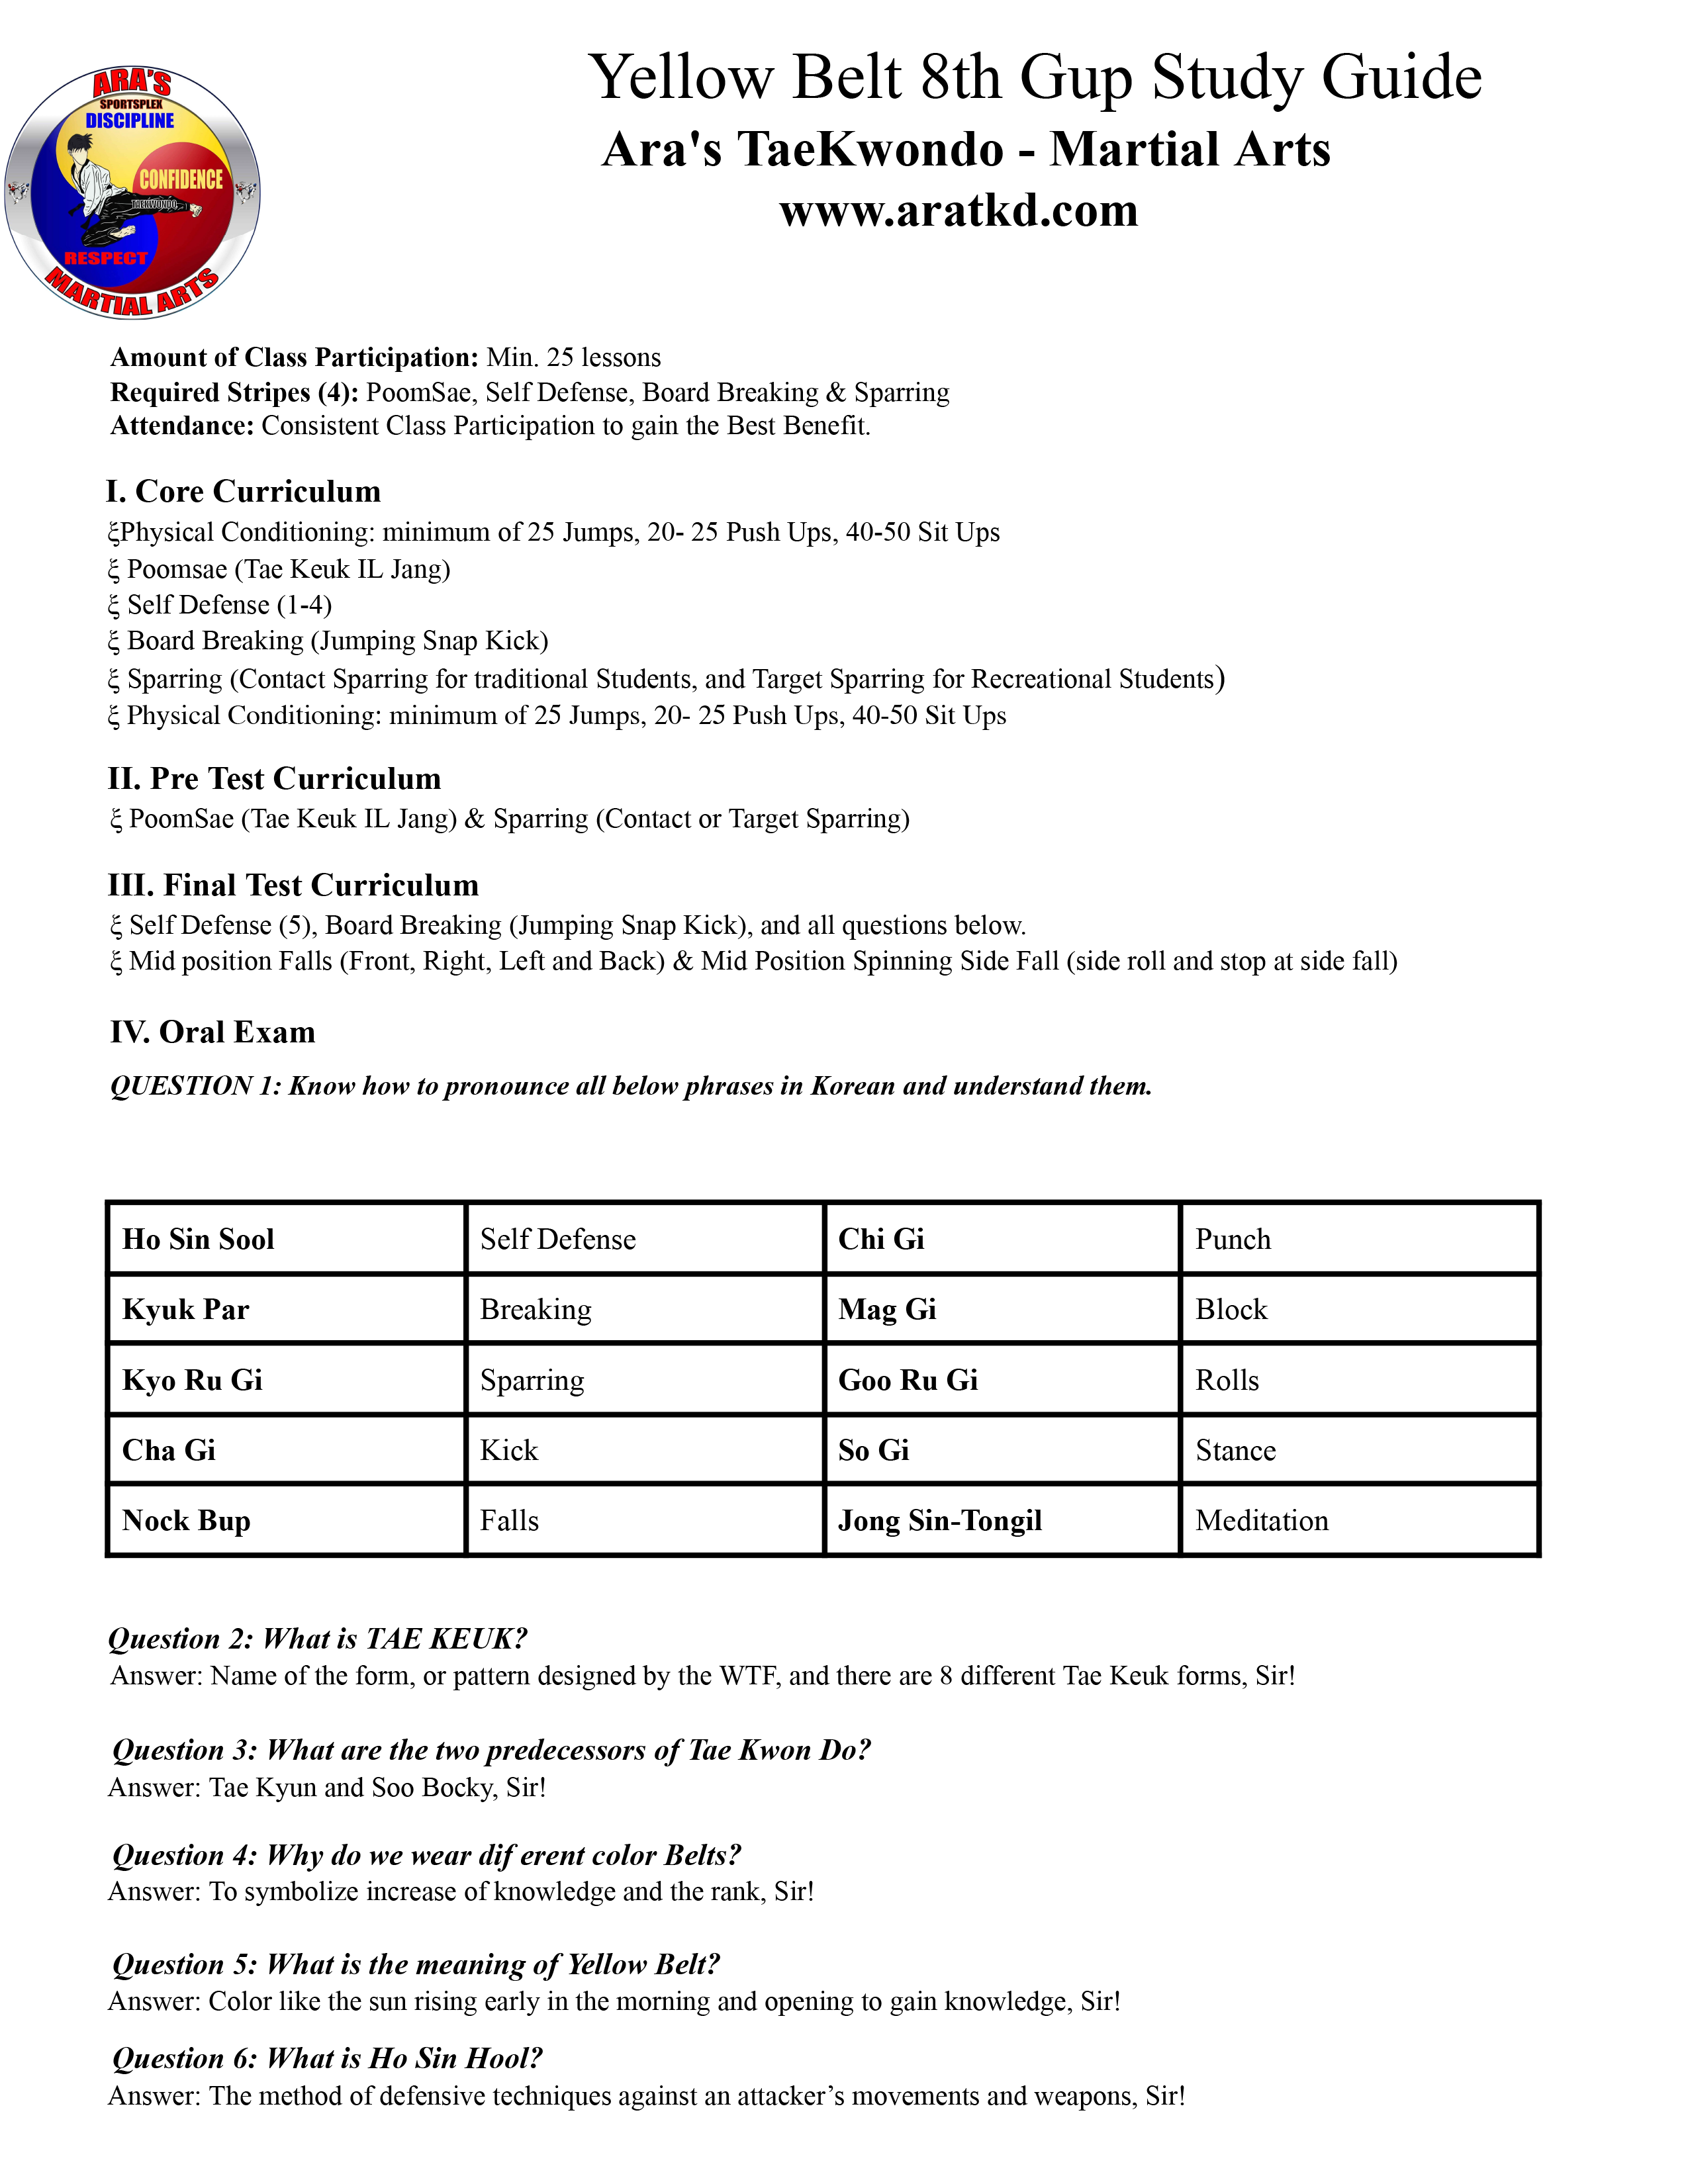 ARA'S
SPORTSPLEX
DISCIPLINE
CONFIDENCE
TAEKWONDO
RESPECT
MARTIAL ARTS
Yellow Belt 8th Gup Study Guide
Ara's TaeKwondo - Martial Arts
www.aratkd.com
Amount of Class Participation: Min. 25 lessons
Required Stripes (4): PoomSae, Self Defense, Board Breaking & Sparring
Attendance: Consistent Class Participation to gain the Best Benefit.
I. Core Curriculum
ξPhysical Conditioning: minimum of 25 Jumps, 20- 25 Push Ups, 40-50 Sit Ups
ξ Poomsae (Tae Keuk IL Jang)
ξ Self Defense (1-4)
ξ Board Breaking (Jumping Snap Kick)
ξ Sparring (Contact Sparring for traditional Students, and Target Sparring for Recreational Students)
ξ Physical Conditioning: minimum of 25 Jumps, 20- 25 Push Ups, 40-50 Sit Ups
II. Pre Test Curriculum
ξ PoomSae (Tae Keuk IL Jang) & Sparring (Contact or Target Sparring)
III. Final Test Curriculum
ξ Self Defense (5), Board Breaking (Jumping Snap Kick), and all questions below.
ξ Mid position Falls (Front, Right, Left and Back) & Mid Position Spinning Side Fall (side roll and stop at side fall)
IV. Oral Exam
QUESTION 1: Know how to pronounce all below phrases in Korean and understand them.
Ho Sin Sool Self Defense Chi Gi Punch
Kyuk Par Breaking Mag Gi Block
Kyo Ru Gi Sparring Goo Ru Gi Rolls
Cha Gi Kick So Gi Stance
Nock Bup Falls Jong Sin-Tongil Meditation
Question 2: What is TAE KEUK?
Answer: Name of the form, or pattern designed by the WTF, and there are 8 different Tae Keuk forms, Sir!
Question 3: What are the two predecessors of Tae Kwon Do?
Answer: Tae Kyun and Soo Bocky, Sir!
Question 4: Why do we wear dif erent color Belts?
Answer: To symbolize increase of knowledge and the rank, Sir!
Question 5: What is the meaning of Yellow Belt?
Answer: Color like the sun rising early in the morning and opening to gain knowledge, Sir!
Question 6: What is Ho Sin Hool?
Answer: The method of defensive techniques against an attacker’s movements and weapons, Sir!